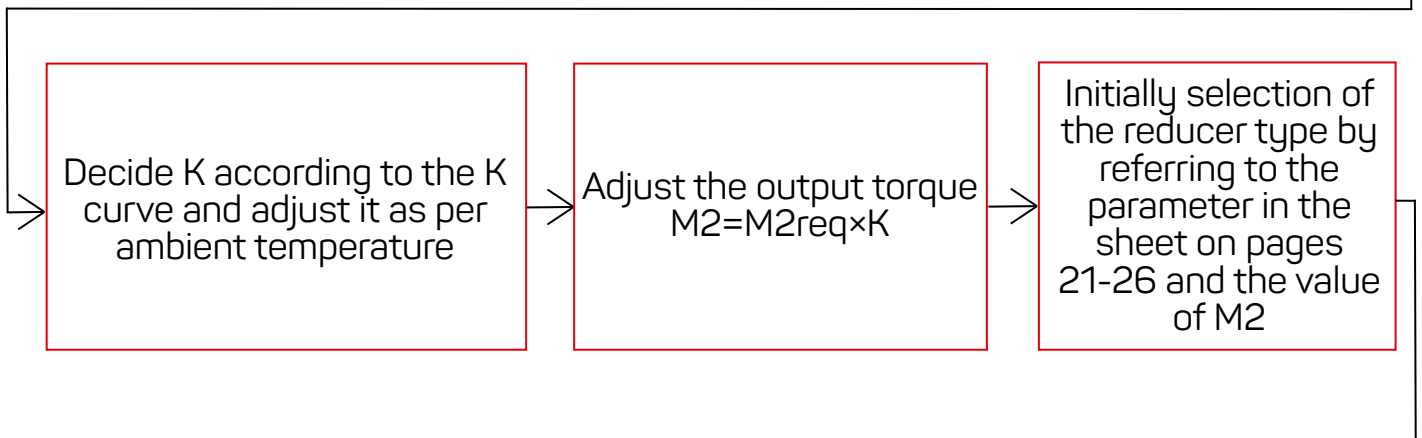 Decide K according to the K
curve and adjust it as per
ambient temperature
Adjust the output torque
M2=M2req×K
Initially selection of
the reducer type by
referring to the
parameter in the
sheet on pages
21-26 and the value
of M2